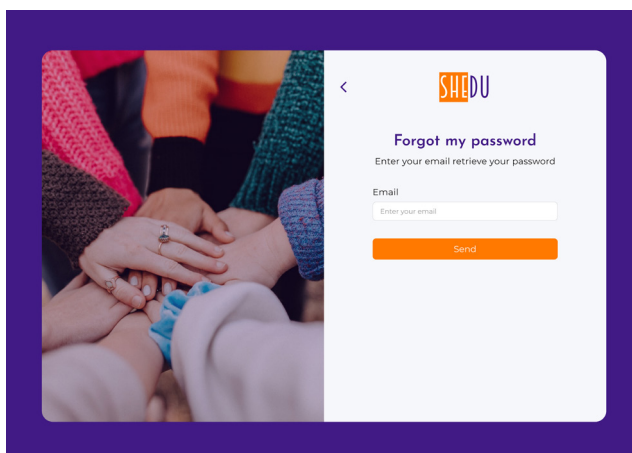 SHEDU
Forgot my password
Enter your email retrieve your password
Email
Enter your email
Send